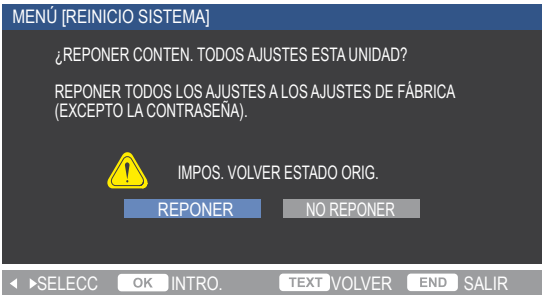 MENÚ [REINICIO SISTEMA]
¿REPONER CONTEN. TODOS AJUSTES ESTA UNIDAD?
REPONER TODOS LOS AJUSTES A LOS AJUSTES DE FÁBRICA
(EXCEPTO LA CONTRASEÑA).
IMPOS. VOLVER ESTADO ORIG.
REPONER NO REPONER
SELECC OK INTRO. TEXT VOLVER END SALIR